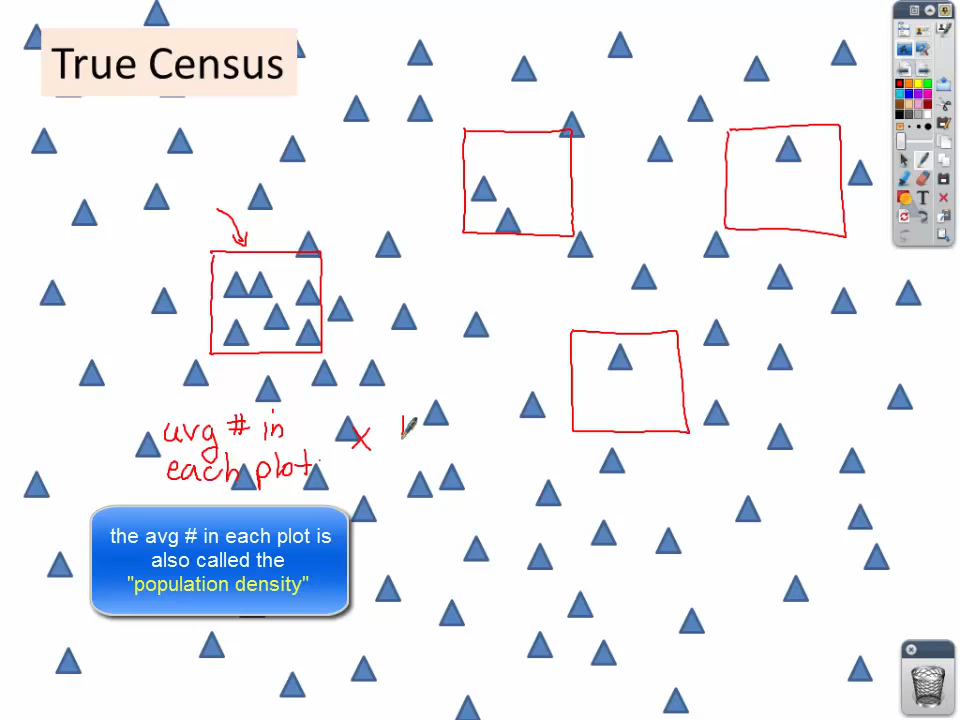 True Census
avg # in
each plot
x
the avg # in each plot is
also called the
"population density"